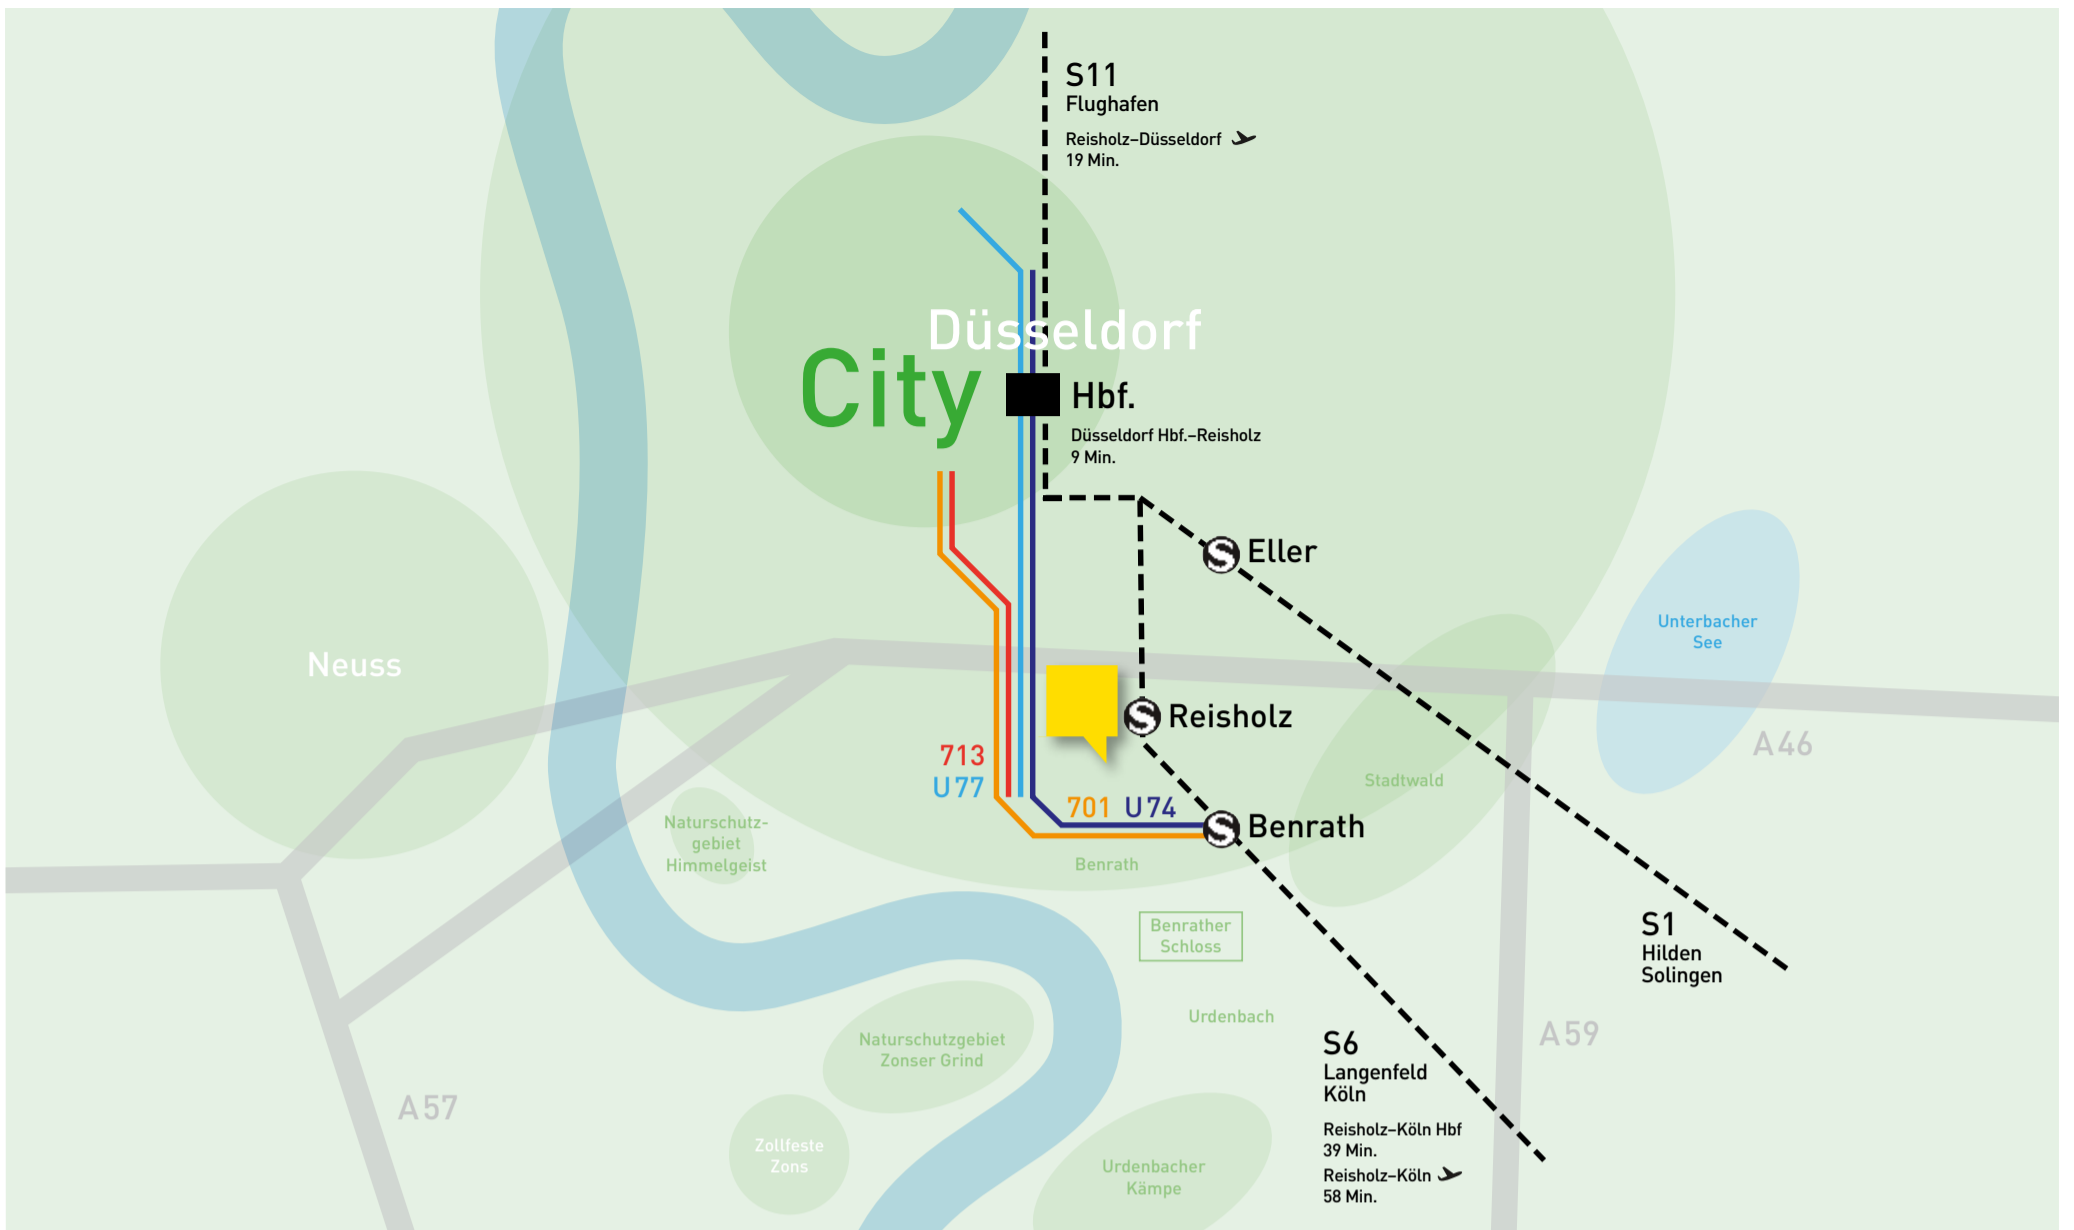 S11
Flughafen
Reisholz–Düsseldorf
19 Min.
Düsseldorf
City
Hbf.
Düsseldorf Hbf.–Reisholz
9 Min.
Eller
Neuss
Unterbacher
See
Reisholz
A46
713
U77
701 U74
Stadtwald
Benrath
Naturschutz-
gebiet
Himmelgeist
Benrath
Benrather
Schloss
S1
Hilden
Solingen
Urdenbach
Naturschutzgebiet
Zonser Grind
S6
Langenfeld
Köln
A59
A57
Reisholz–Köln Hbf
39 Min.
Reisholz–Köln
58 Min.
Zollfeste
Zons
Urdenbacher
Kämpe